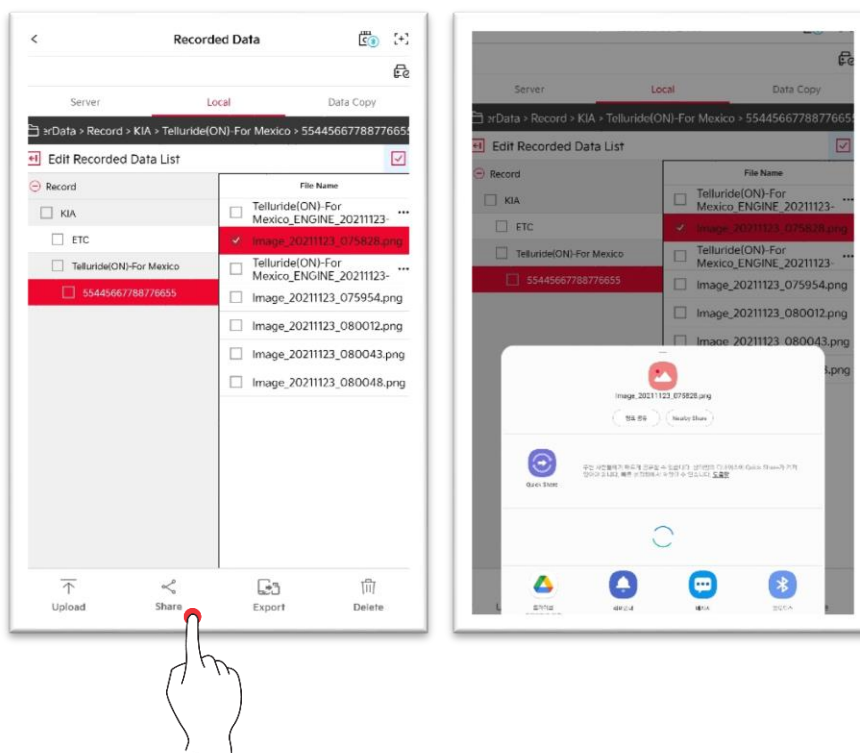 Recorded Data
Server
Local
Data Copy
erData > Record > KIA > Telluride(ON)-For Mexico > 55445667788776655
Edit Recorded Data List
Record
KIA
ETC
Telluride(ON)-For Mexico
55445667788776655
File Name
Telluride(ON)-For
Mexico_ENGINE_20211123- ...
Image_20211123_075828.png
Telluride(ON)-For
Mexico_ENGINE_20211123- ...
Image_20211123_075954.png
Image_20211123_080012.png
Image_20211123_080043.png
Image_20211123_080048.png
Upload
Share
Export
Delete
Server
Local
Data Copy
erData > Record > KIA > Telluride(ON)-For Mexico > 5544566778877665
Edit Recorded Data List
Record
KIA
ETC
Telluride(ON)-For Mexico
55445667788776655
File Name
Telluride(ON)-For
Mexico_ENGINE_20211123- ...
Image_20211123_075828.png
Telluride(ON)-For
Mexico_ENGINE_20211123- ...
Image_20211123_075954.png
Image_20211123_080012.png
Image_20211123_080043.png
.png
Image_20211123_075828.png
Nearby Share
Quick Share